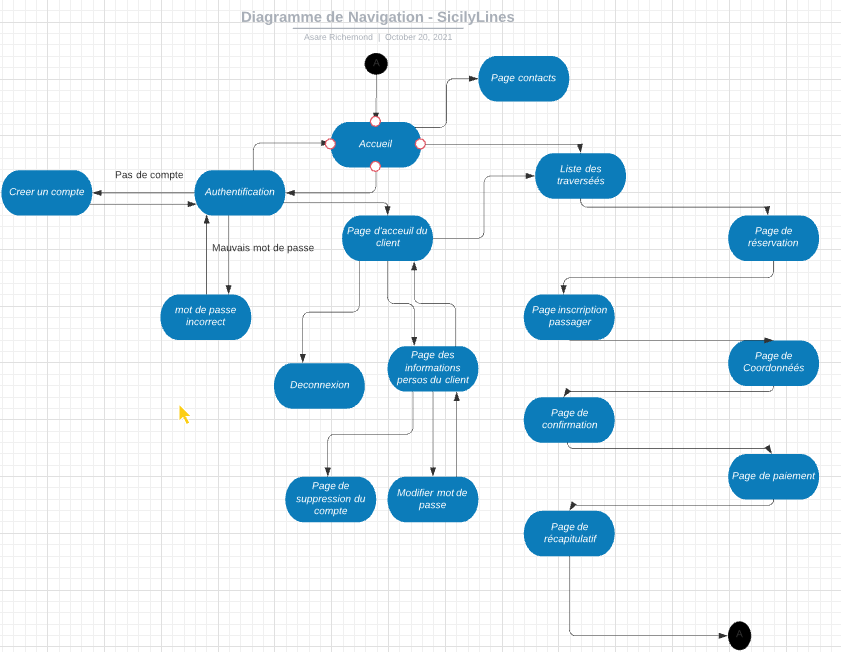 Diagramme de Navigation - SicilyLines
Asare Richemond | October 20, 2021
A
Page contacts
Accueil
Liste des
traverséés
Pas de compte
Creer un compte
Authentification
Page d'acceuil du
client
Page de
réservation
Mauvais mot de passe
mot de passe
incorrect
Page inscrription
passager
Page des
informations
persos du client
Page de
Coordonnéés
Deconnexion
Page de
confirmation
Page de paiement
Page de
suppression du
compte
Modifier mot de
passe
Page de
récapitulatif
A